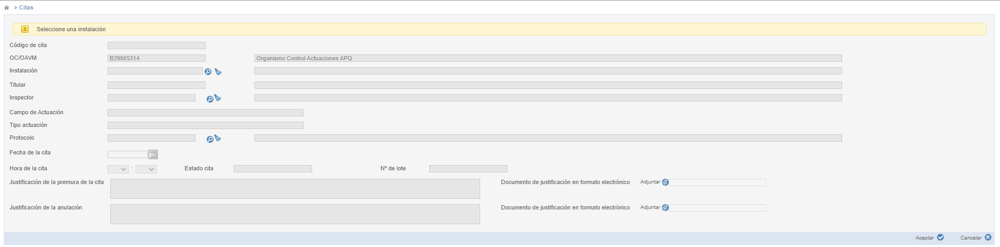 > Citas
Seleccione una instalación
Código de cita
OC/OAVM B29805314 Organismo Control Actuaciones APQ
Instalación
Titular
Inspector
Campo de Actuación
Tipo actuación
Protocolo
Fecha de la cita
Hora de la cita : Estado cita Nº de lote
Justificación de la premura de la cita Documento de justificación en formato electrónico Adjuntar
Justificación de la anulación Documento de justificación en formato electrónico Adjuntar
Aceptar Cancelar